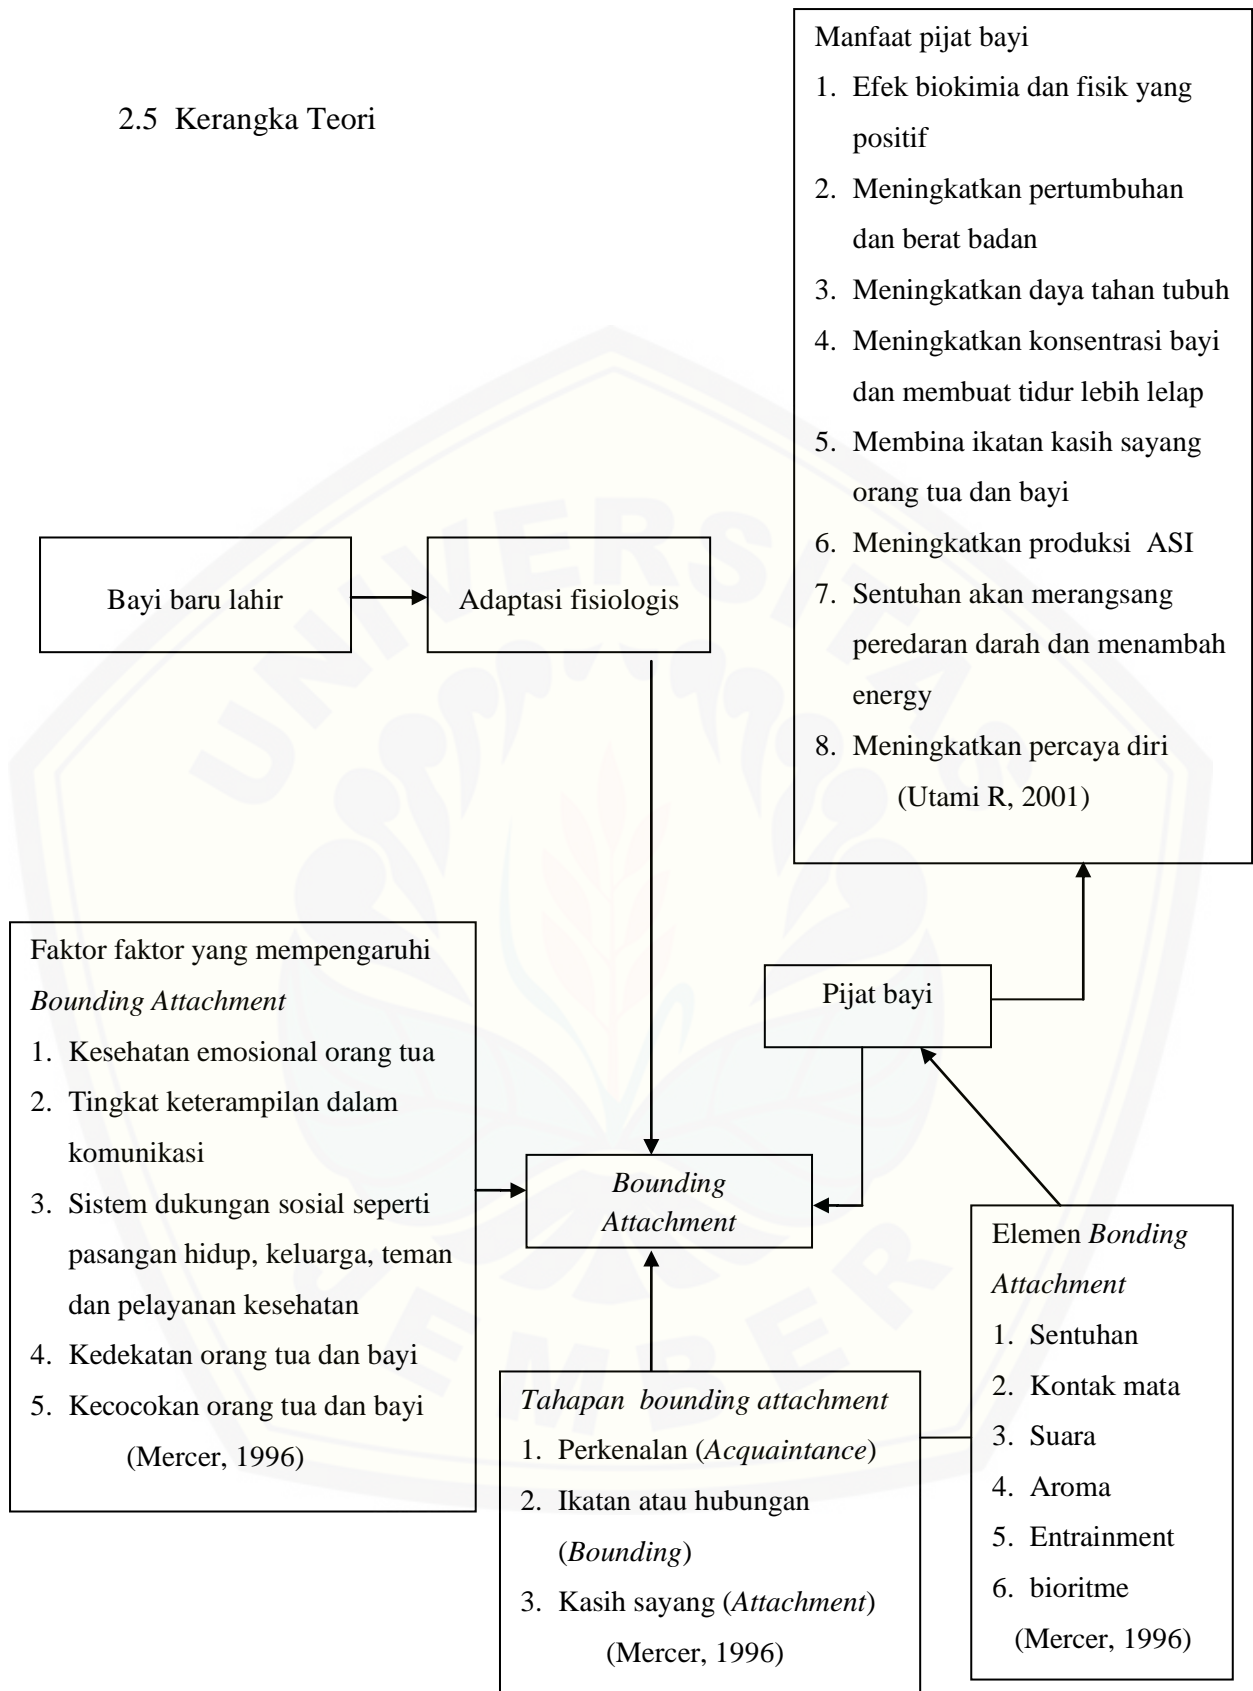 2.5 Kerangka Teori
Manfaat pijat bayi
1. Efek biokimia dan fisik yang
positif
2. Meningkatkan pertumbuhan
dan berat badan
3. Meningkatkan daya tahan tubuh
4. Meningkatkan konsentrasi bayi
dan membuat tidur lebih lelap
5. Membina ikatan kasih sayang
orang tua dan bayi
6. Meningkatkan produksi ASI
7. Sentuhan akan merangsang
peredaran darah dan menambah
energy
8. Meningkatkan percaya diri
(Utami R, 2001)
Bayi baru lahir
Adaptasi fisiologis
Faktor faktor yang mempengaruhi
Bounding Attachment
1. Kesehatan emosional orang tua
2. Tingkat keterampilan dalam
komunikasi
3. Sistem dukungan sosial seperti
pasangan hidup, keluarga, teman
dan pelayanan kesehatan
4. Kedekatan orang tua dan bayi
5. Kecocokan orang tua dan bayi
(Mercer, 1996)
Pijat bayi
Bounding
Attachment
Elemen Bonding
Attachment
1. Sentuhan
2. Kontak mata
3. Suara
4. Aroma
5. Entrainment
6. bioritme
(Mercer, 1996)
Tahapan bounding attachment
1. Perkenalan (Acquaintance)
2. Ikatan atau hubungan
(Bounding)
3. Kasih sayang (Attachment)
(Mercer, 1996)
UNIVERSITAS
JEMBER